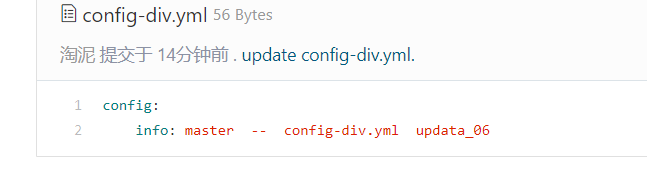 config-div.yml 56 Bytes
淘泥 提交于 14分钟前 . update config-div.yml.
1 config:
2 info: master -- config-div.yml updata_06